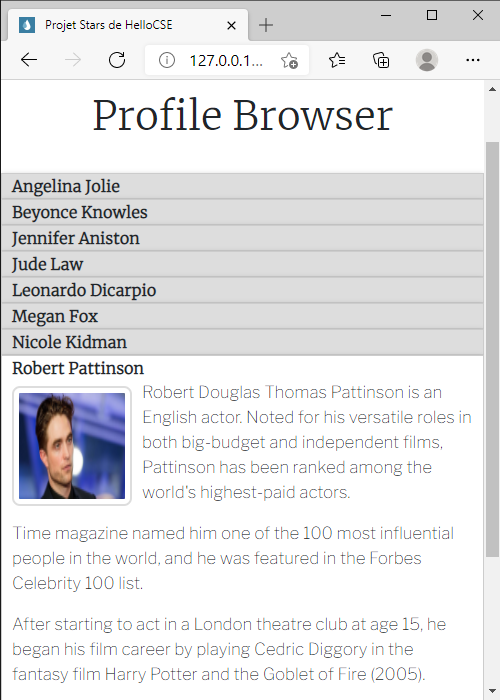 Projet Stars de HelloCSE
127.0.0.1...
Profile Browser
Angelina Jolie
Beyonce Knowles
Jennifer Aniston
Jude Law
Leonardo Dicarpio
Megan Fox
Nicole Kidman
Robert Pattinson
Robert Douglas Thomas Pattinson is an
English actor. Noted for his versatile roles in
both big-budget and independent films,
Pattinson has been ranked among the
world's highest-paid actors.
Time magazine named him one of the 100 most influential
people in the world, and he was featured in the Forbes
Celebrity 100 list.
After starting to act in a London theatre club at age 15, he
began his film career by playing Cedric Diggory in the
fantasy film Harry Potter and the Goblet of Fire (2005).